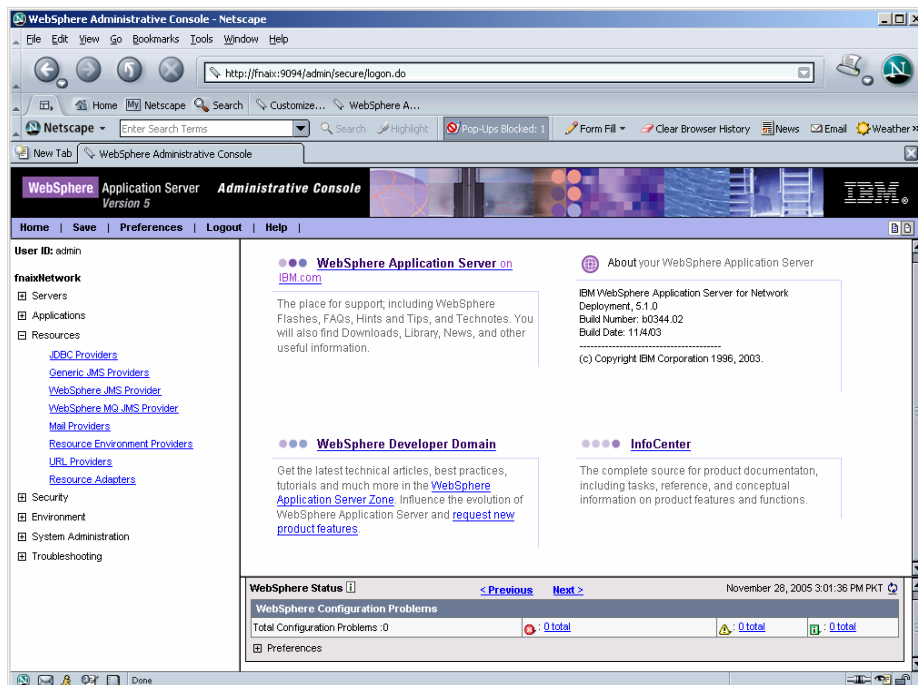 WebSphere Administrative Console - Netscape
File Edit View Go Bookmarks Tools Window Help
http://fnaix:9094/admin/secure/logon.do
Home My Netscape Search Customize... WebSphere A...
Netscape Enter Search Terms Search Highlight Pop-Ups Blocked: 1 Form Fill Clear Browser History News Email Weather
New Tab WebSphere Administrative Console
WebSphere Application Server Administrative Console
Version 5
IBM
Home | Save | Preferences | Logout | Help |
User ID: admin
fnaixNetwork
Servers
Applications
Resources
JDBC Providers
Generic JMS Providers
WebSphere JMS Provider
WebSphere MQ JMS Provider
Mail Providers
Resource Environment Providers
URL Providers
Resource Adapters
Security
Environment
System Administration
Troubleshooting
WebSphere Application Server on
IBM.com
The place for support, including WebSphere
Flashes, FAQs, Hints and Tips, and Technotes. You
will also find Downloads, Library, News, and other
useful information.
About your WebSphere Application Server
IBM WebSphere Application Server for Network
Deployment, 5.1.0
Build Number: b0344.02
Build Date: 11/4/03
----------------------------------------
(c) Copyright IBM Corporation 1996, 2003.
WebSphere Developer Domain
Get the latest technical articles, best practices,
tutorials and much more in the WebSphere
Application Server Zone. Influence the evolution of
WebSphere Application Server and request new
product features.
InfoCenter
The complete source for product documentaton,
including tasks, reference, and conceptual
information on product features and functions.
WebSphere Status i < Previous Next > November 28, 2005 3:01:36 PM PKT
WebSphere Configuration Problems
Total Configuration Problems :0 : 0 total : 0 total : 0 total
Preferences
Done